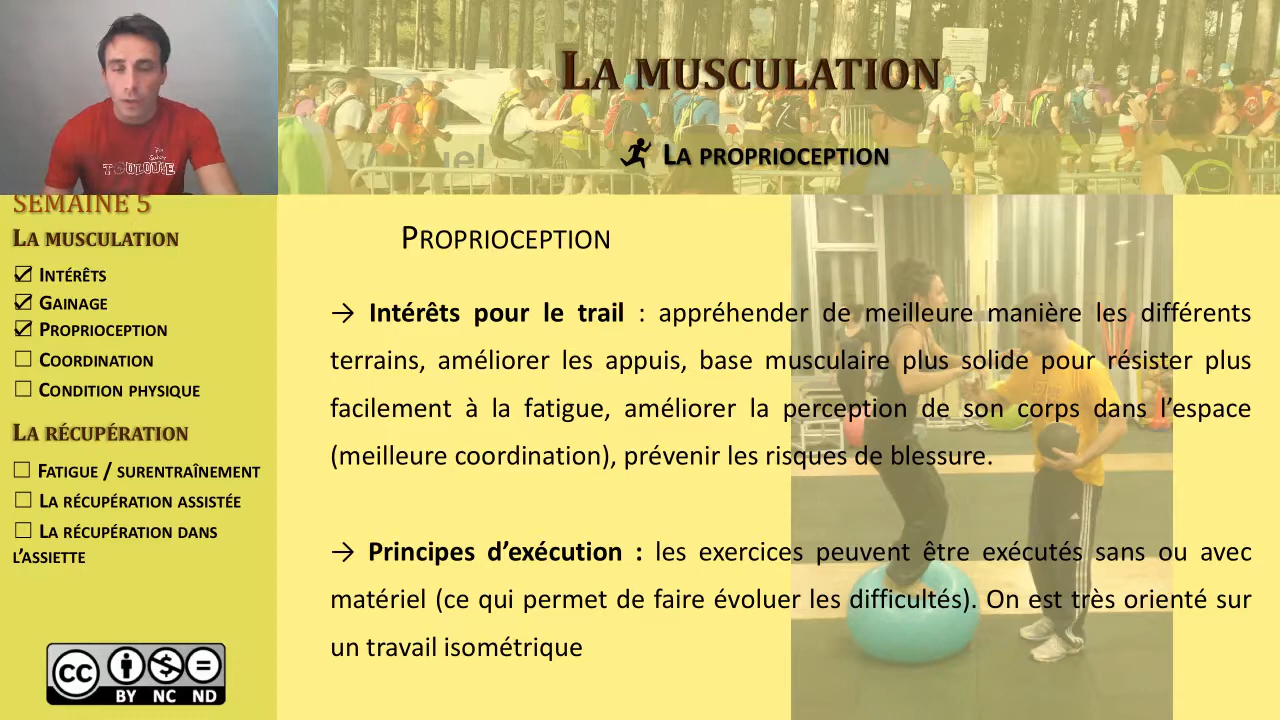 LA MUSCULATION
LA PROPRIOCEPTION
TOULOUSE
SEMAINE 5
LA MUSCULATION
☑ INTÉRÊTS
☑ GAINAGE
☑ PROPRIOCEPTION
☐ COORDINATION
☐ CONDITION PHYSIQUE
LA RÉCUPÉRATION
☐ FATIGUE / SURENTRAÎNEMENT
☐ LA RÉCUPÉRATION ASSISTÉE
☐ LA RÉCUPÉRATION DANS
L'ASSIETTE
cc BY NC ND
PROPRIOCEPTION
→ Intérêts pour le trail : appréhender de meilleure manière les différents
terrains, améliorer les appuis, base musculaire plus solide pour résister plus
facilement à la fatigue, améliorer la perception de son corps dans l'espace
(meilleure coordination), prévenir les risques de blessure.
→ Principes d'exécution : les exercices peuvent être exécutés sans ou avec
matériel (ce qui permet de faire évoluer les difficultés). On est très orienté sur
un travail isométrique